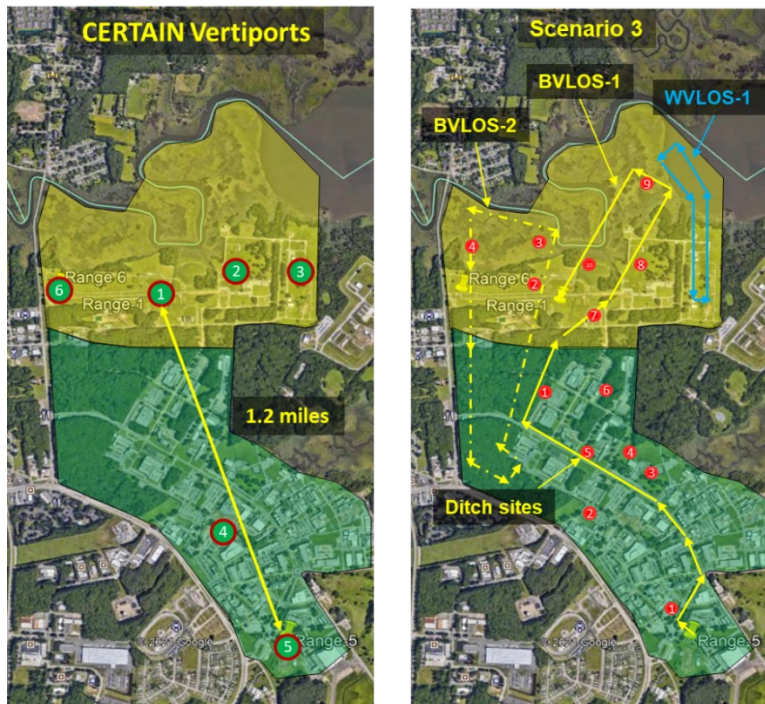 CERTAIN Vertiports
2
3
Range 6
6
1
Range 1
1.2 miles
4
© 2021 Google
5
Range 5
Scenario 3
BVLOS-1
WVLOS-1
BVLOS-2
9
4
3
8
Range 6
2
Range 1
7
1
6
5
4
3
Ditch sites
2
1
© 2021 Google
Range 5